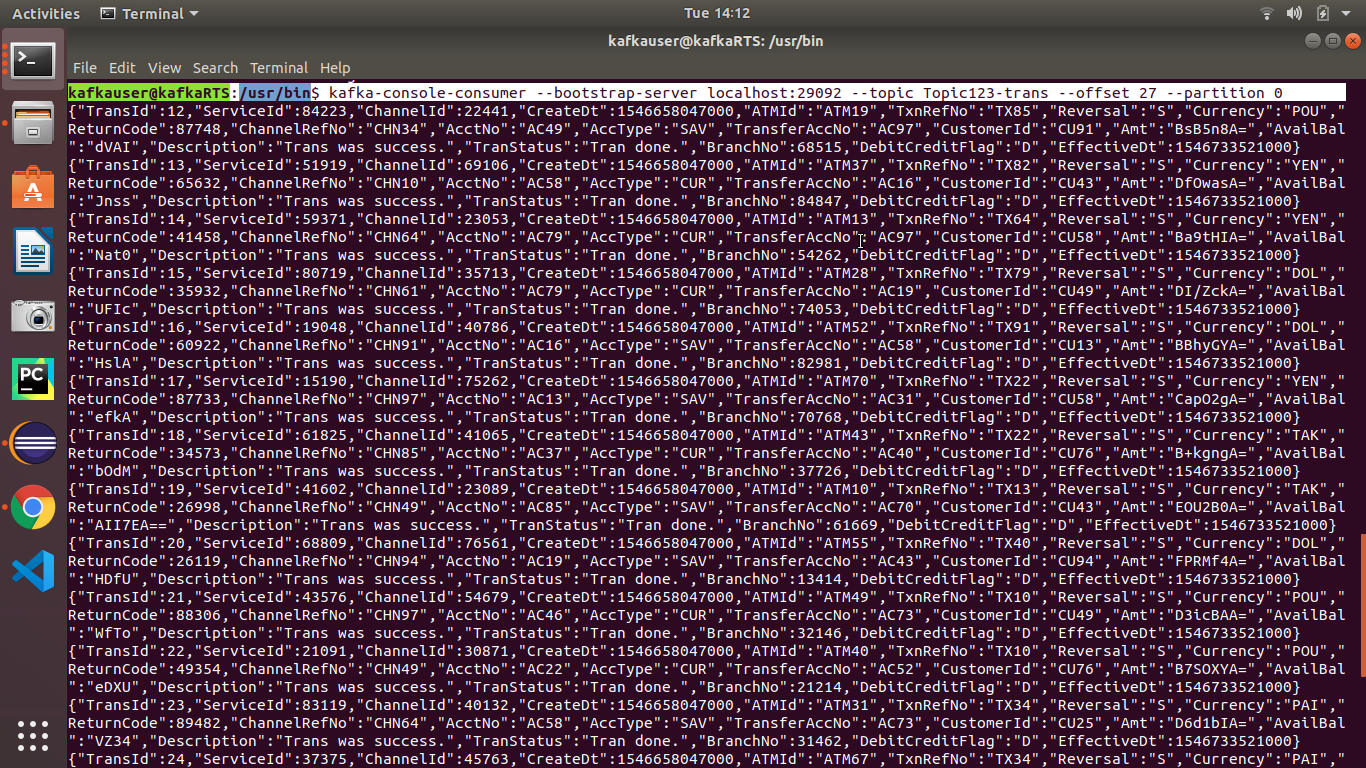 Activities Terminal Tue 14:12
kafkauser@kafkaRTS: /usr/bin
File Edit View Search Terminal Help
kafkauser@kafkaRTS:/usr/bin$ kafka-console-consumer --bootstrap-server localhost:29092 --topic Topic123-trans --offset 27 --partition 0
{"TransId":12,"ServiceId":84223,"ChannelId":22441,"CreateDt":1546658047000,"ATMId":"ATM19","TxnRefNo":"TX85","Reversal":"S","Currency":"POU","
ReturnCode":87748,"ChannelRefNo":"CHN34","AcctNo":"AC49","AccType":"SAV","TransferAccNo":"AC97","CustomerId":"CU91","Amt":"BsB5n8A=","AvailBal
":"dVAI","Description":"Trans was success.","TranStatus":"Tran done.","BranchNo":68515,"DebitCreditFlag":"D","EffectiveDt":1546733521000}
{"TransId":13,"ServiceId":51919,"ChannelId":69106,"CreateDt":1546658047000,"ATMId":"ATM37","TxnRefNo":"TX82","Reversal":"S","Currency":"YEN","
ReturnCode":65632,"ChannelRefNo":"CHN10","AcctNo":"AC58","AccType":"CUR","TransferAccNo":"AC16","CustomerId":"CU43","Amt":"DfOwasA=","AvailBal
":"Jnss","Description":"Trans was success.","TranStatus":"Tran done.","BranchNo":84847,"DebitCreditFlag":"D","EffectiveDt":1546733521000}
{"TransId":14,"ServiceId":59371,"ChannelId":23053,"CreateDt":1546658047000,"ATMId":"ATM13","TxnRefNo":"TX64","Reversal":"S","Currency":"YEN","
ReturnCode":41458,"ChannelRefNo":"CHN64","AcctNo":"AC79","AccType":"CUR","TransferAccNo":"AC97","CustomerId":"CU58","Amt":"Ba9tHIA=","AvailBal
":"Nat0","Description":"Trans was success.","TranStatus":"Tran done.","BranchNo":54262,"DebitCreditFlag":"D","EffectiveDt":1546733521000}
{"TransId":15,"ServiceId":80719,"ChannelId":35713,"CreateDt":1546658047000,"ATMId":"ATM28","TxnRefNo":"TX79","Reversal":"S","Currency":"DOL","
ReturnCode":35932,"ChannelRefNo":"CHN61","AcctNo":"AC79","AccType":"CUR","TransferAccNo":"AC19","CustomerId":"CU49","Amt":"DI/ZckA=","AvailBal
":"UFIc","Description":"Trans was success.","TranStatus":"Tran done.","BranchNo":74053,"DebitCreditFlag":"D","EffectiveDt":1546733521000}
{"TransId":16,"ServiceId":19048,"ChannelId":40786,"CreateDt":1546658047000,"ATMId":"ATM52","TxnRefNo":"TX91","Reversal":"S","Currency":"DOL","
ReturnCode":60922,"ChannelRefNo":"CHN91","AcctNo":"AC16","AccType":"SAV","TransferAccNo":"AC58","CustomerId":"CU13","Amt":"BBhyGYA=","AvailBal
":"HslA","Description":"Trans was success.","TranStatus":"Tran done.","BranchNo":82981,"DebitCreditFlag":"D","EffectiveDt":1546733521000}
{"TransId":17,"ServiceId":15190,"ChannelId":75262,"CreateDt":1546658047000,"ATMId":"ATM70","TxnRefNo":"TX22","Reversal":"S","Currency":"YEN","
ReturnCode":87733,"ChannelRefNo":"CHN97","AcctNo":"AC13","AccType":"SAV","TransferAccNo":"AC31","CustomerId":"CU58","Amt":"CapO2gA=","AvailBal
":"efkA","Description":"Trans was success.","TranStatus":"Tran done.","BranchNo":70768,"DebitCreditFlag":"D","EffectiveDt":1546733521000}
{"TransId":18,"ServiceId":61825,"ChannelId":41065,"CreateDt":1546658047000,"ATMId":"ATM43","TxnRefNo":"TX22","Reversal":"S","Currency":"TAK","
ReturnCode":34573,"ChannelRefNo":"CHN85","AcctNo":"AC37","AccType":"CUR","TransferAccNo":"AC40","CustomerId":"CU76","Amt":"B+kgngA=","AvailBal
":"bOdM","Description":"Trans was success.","TranStatus":"Tran done.","BranchNo":37726,"DebitCreditFlag":"D","EffectiveDt":1546733521000}
{"TransId":19,"ServiceId":41602,"ChannelId":23089,"CreateDt":1546658047000,"ATMId":"ATM10","TxnRefNo":"TX13","Reversal":"S","Currency":"TAK","
ReturnCode":26998,"ChannelRefNo":"CHN49","AcctNo":"AC85","AccType":"SAV","TransferAccNo":"AC70","CustomerId":"CU43","Amt":"EOU2B0A=","AvailBal
":"AII7EA==","Description":"Trans was success.","TranStatus":"Tran done.","BranchNo":61669,"DebitCreditFlag":"D","EffectiveDt":1546733521000}
{"TransId":20,"ServiceId":68809,"ChannelId":76561,"CreateDt":1546658047000,"ATMId":"ATM55","TxnRefNo":"TX40","Reversal":"S","Currency":"DOL","
ReturnCode":26119,"ChannelRefNo":"CHN94","AcctNo":"AC19","AccType":"SAV","TransferAccNo":"AC43","CustomerId":"CU94","Amt":"FPRMf4A=","AvailBal
":"HDfU","Description":"Trans was success.","TranStatus":"Tran done.","BranchNo":13414,"DebitCreditFlag":"D","EffectiveDt":1546733521000}
{"TransId":21,"ServiceId":43576,"ChannelId":54679,"CreateDt":1546658047000,"ATMId":"ATM49","TxnRefNo":"TX10","Reversal":"S","Currency":"POU","
ReturnCode":88306,"ChannelRefNo":"CHN97","AcctNo":"AC46","AccType":"CUR","TransferAccNo":"AC73","CustomerId":"CU49","Amt":"D3icBAA=","AvailBal
":"WfTo","Description":"Trans was success.","TranStatus":"Tran done.","BranchNo":32146,"DebitCreditFlag":"D","EffectiveDt":1546733521000}
{"TransId":22,"ServiceId":21091,"ChannelId":30871,"CreateDt":1546658047000,"ATMId":"ATM40","TxnRefNo":"TX10","Reversal":"S","Currency":"POU","
ReturnCode":49354,"ChannelRefNo":"CHN49","AcctNo":"AC22","AccType":"CUR","TransferAccNo":"AC52","CustomerId":"CU76","Amt":"B7SOXYA=","AvailBal
":"eDXU","Description":"Trans was success.","TranStatus":"Tran done.","BranchNo":21214,"DebitCreditFlag":"D","EffectiveDt":1546733521000}
{"TransId":23,"ServiceId":83119,"ChannelId":40132,"CreateDt":1546658047000,"ATMId":"ATM31","TxnRefNo":"TX34","Reversal":"S","Currency":"PAI","
ReturnCode":89482,"ChannelRefNo":"CHN64","AcctNo":"AC58","AccType":"SAV","TransferAccNo":"AC73","CustomerId":"CU25","Amt":"D6d1bIA=","AvailBal
":"VZ34","Description":"Trans was success.","TranStatus":"Tran done.","BranchNo":31462,"DebitCreditFlag":"D","EffectiveDt":1546733521000}
{"TransId":24,"ServiceId":37375,"ChannelId":45763,"CreateDt":1546658047000,"ATMId":"ATM67","TxnRefNo":"TX34","Reversal":"S","Currency":"PAI","
PC